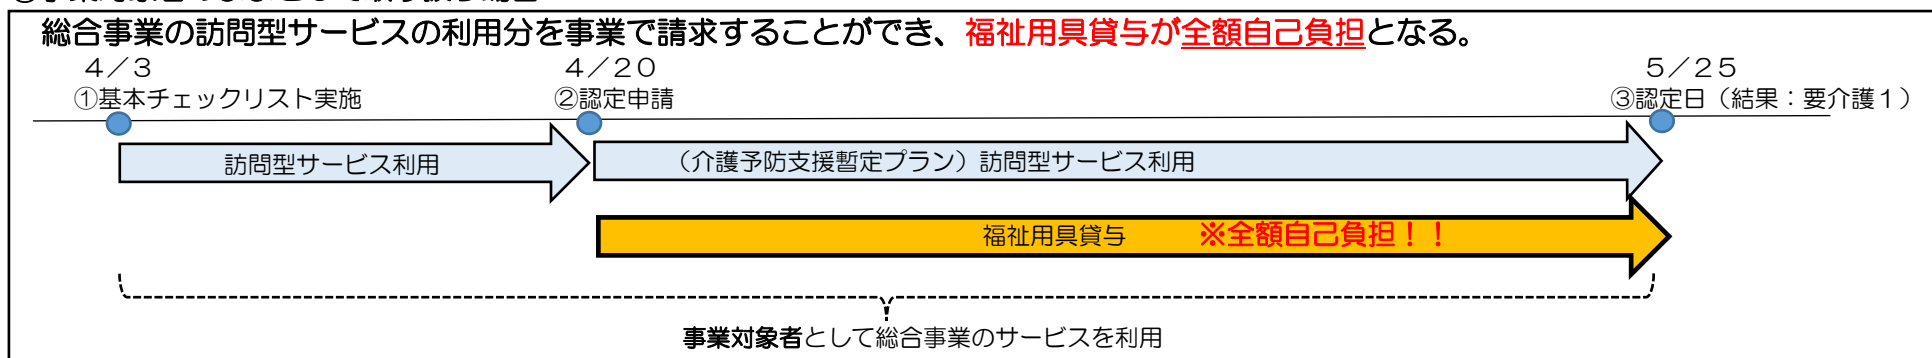 総合事業の訪問型サービスの利用分を事業で請求することができ、福祉用具貸与が全額自己負担となる。
4/3
4/20
5/25
①基本チェックリスト実施
②認定申請
③認定日(結果:要介護1)
訪問型サービス利用
(介護予防支援暫定プラン)訪問型サービス利用
福祉用具貸与 ※全額自己負担!!
事業対象者として総合事業のサービスを利用